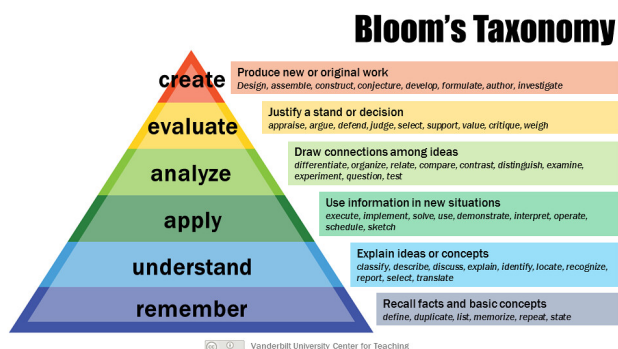 Bloom's Taxonomy
create
Produce new or original work
Design, assemble, construct, conjecture, develop, formulate, author, investigate
evaluate
Justify a stand or decision
appraise, argue, defend, judge, select, support, value, critique, weigh
analyze
Draw connections among ideas
differentiate, organize, relate, compare, contrast, distinguish, examine,
experiment, question, test
apply
Use information in new situations
execute, implement, solve, use, demonstrate, interpret, operate,
schedule, sketch
understand
Explain ideas or concepts
classify, describe, discuss, explain, identify, locate, recognize,
report, select, translate
remember
Recall facts and basic concepts
define, duplicate, list, memorize, repeat, state
cc
Vanderbilt University Center for Teaching